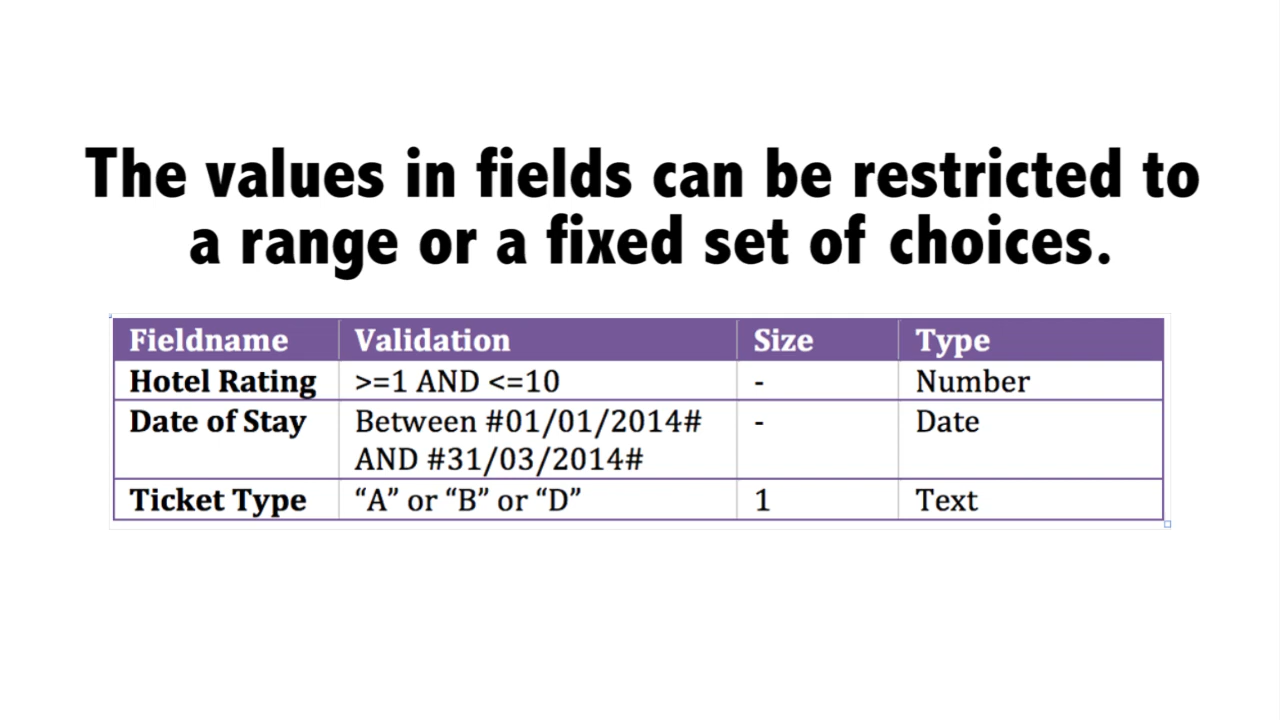 The values in fields can be restricted to
a range or a fixed set of choices.
Fieldname Validation Size Type
Hotel Rating >=1 AND <=10 - Number
Date of Stay Between #01/01/2014# - Date
AND #31/03/2014#
Ticket Type “A” or “B” or “D” 1 Text